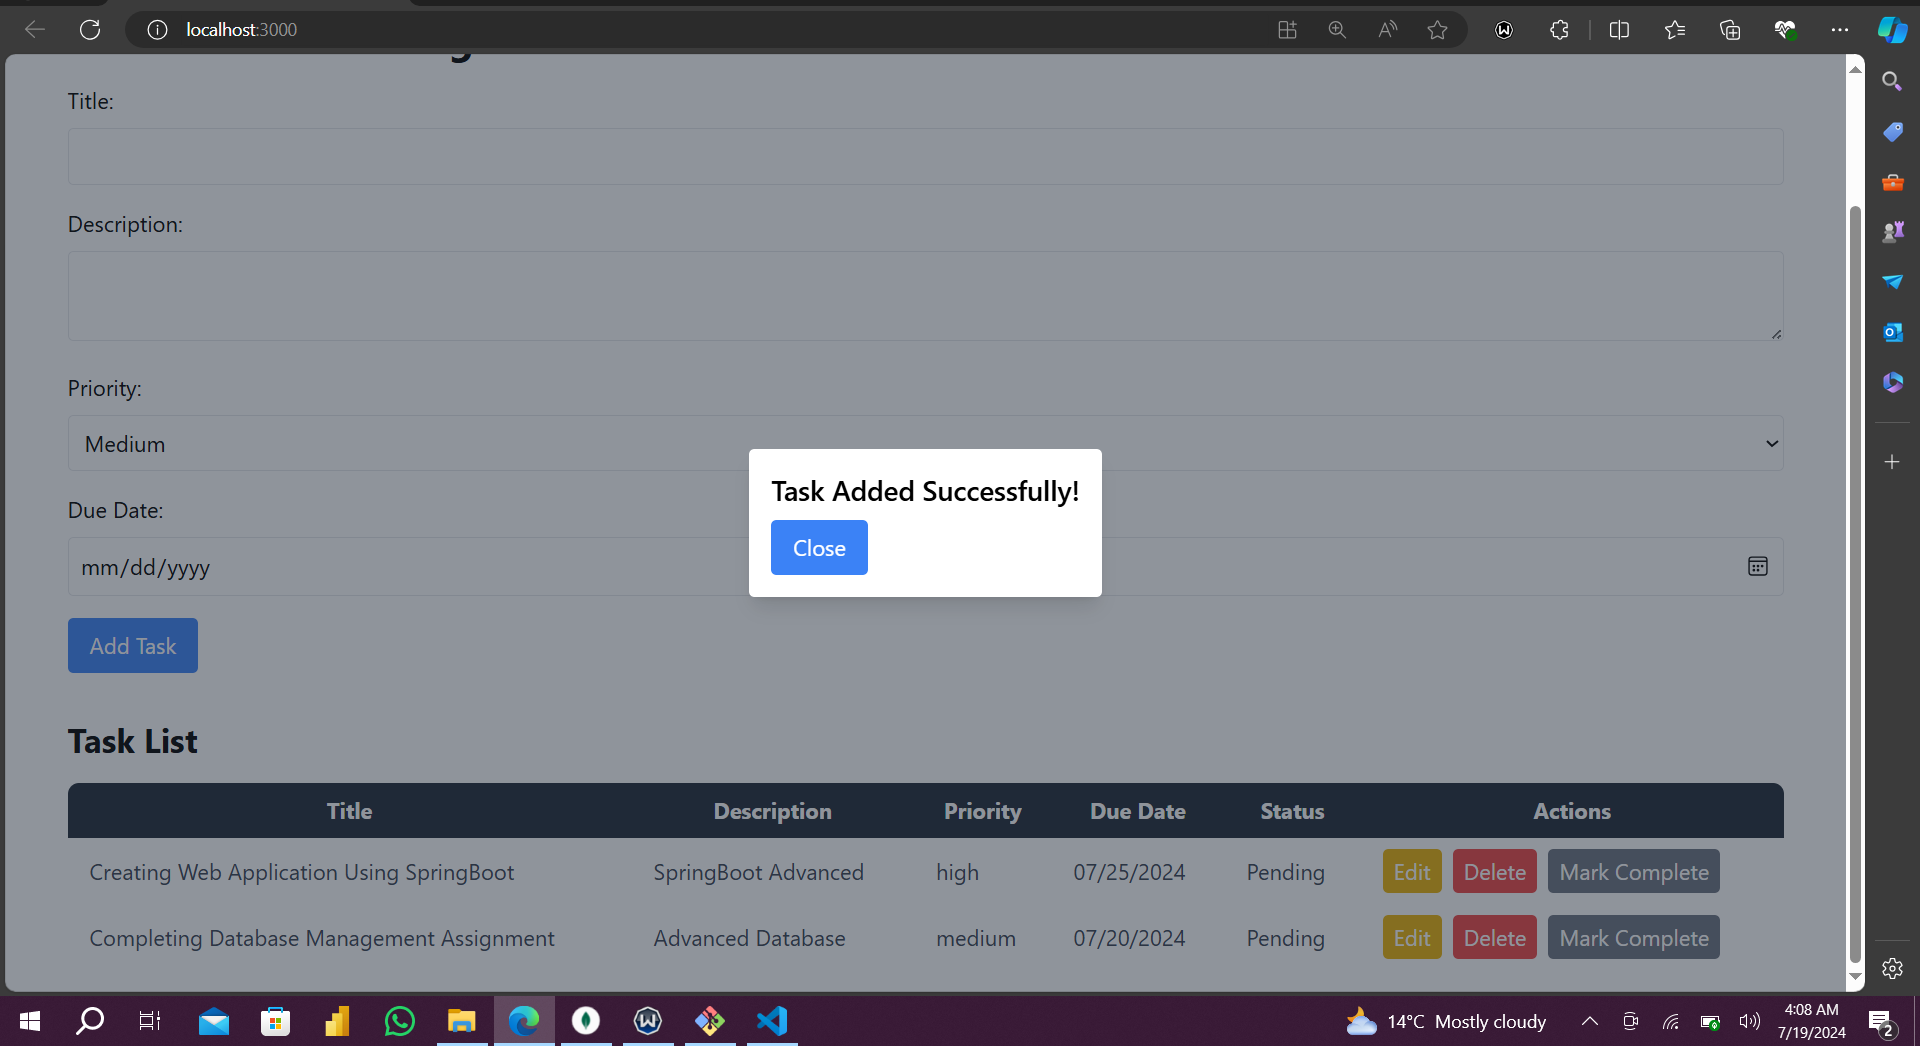 localhost:3000
Title:
Description:
Priority:
Medium
Due Date:
mm/dd/yyyy
Task Added Successfully!
Close
Add Task
Task List
Title Description Priority Due Date Status Actions
Creating Web Application Using SpringBoot SpringBoot Advanced high 07/25/2024 Pending Edit Delete Mark Complete
Completing Database Management Assignment Advanced Database medium 07/20/2024 Pending Edit Delete Mark Complete
14°C Mostly cloudy
4:08 AM
7/19/2024
2